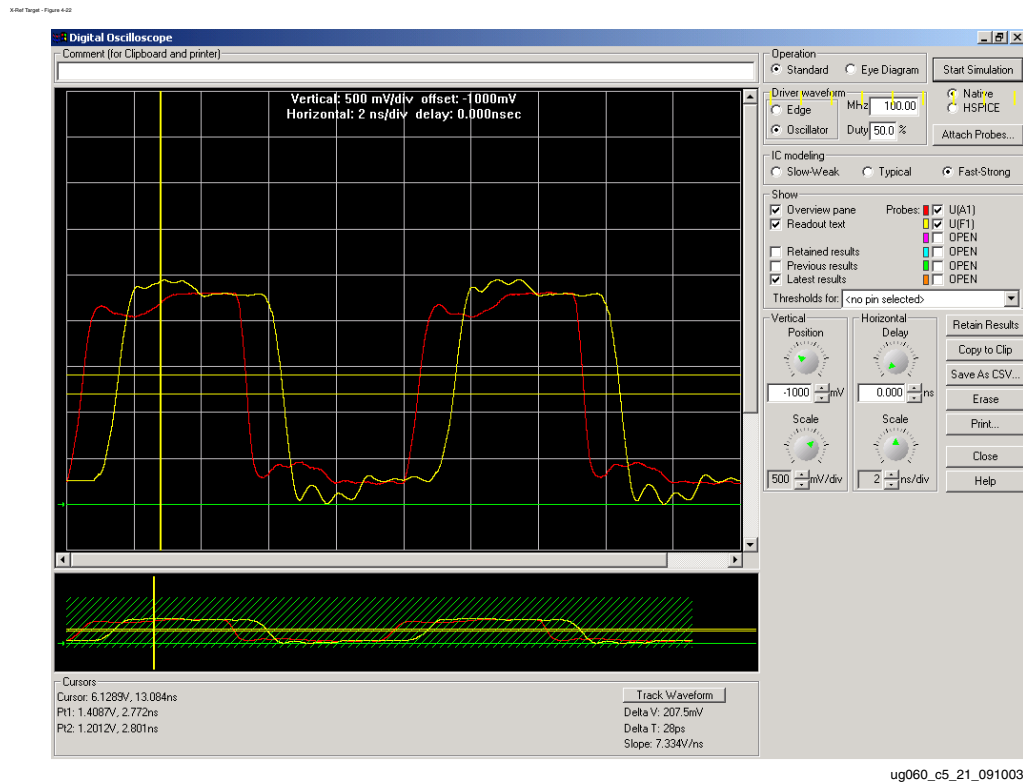 X-Ref Target - Figure 4-22
Digital Oscilloscope
Comment (for Clipboard and printer)
Vertical: 500 mV/div offset: -1000mV
Horizontal: 2 ns/div delay: 0.000nsec
Operation
Standard Eye Diagram
Start Simulation
Driver waveform
Edge
Oscillator
Mhz 100.00
Duty 50.0 %
Native
HSPICE
Attach Probes...
IC modeling
Slow-Weak Typical Fast-Strong
Show
Overview pane Probes: U(A1)
Readout text U(F1)
OPEN
Retained results OPEN
Previous results OPEN
Latest results OPEN
Thresholds for: <no pin selected>
Vertical
Position
-1000 mV
Scale
500 mV/div
Horizontal
Delay
0.000 ns
Scale
2 ns/div
Retain Results
Copy to Clip
Save As CSV...
Erase
Print...
Close
Help
Cursors
Cursor: 6.1289V, 13.084ns
Pt1: 1.4087V, 2.772ns
Pt2: 1.2012V, 2.801ns
Track Waveform
Delta V: 207.5mV
Delta T: 28ps
Slope: 7.334V/ns
ug060_c5_21_091003